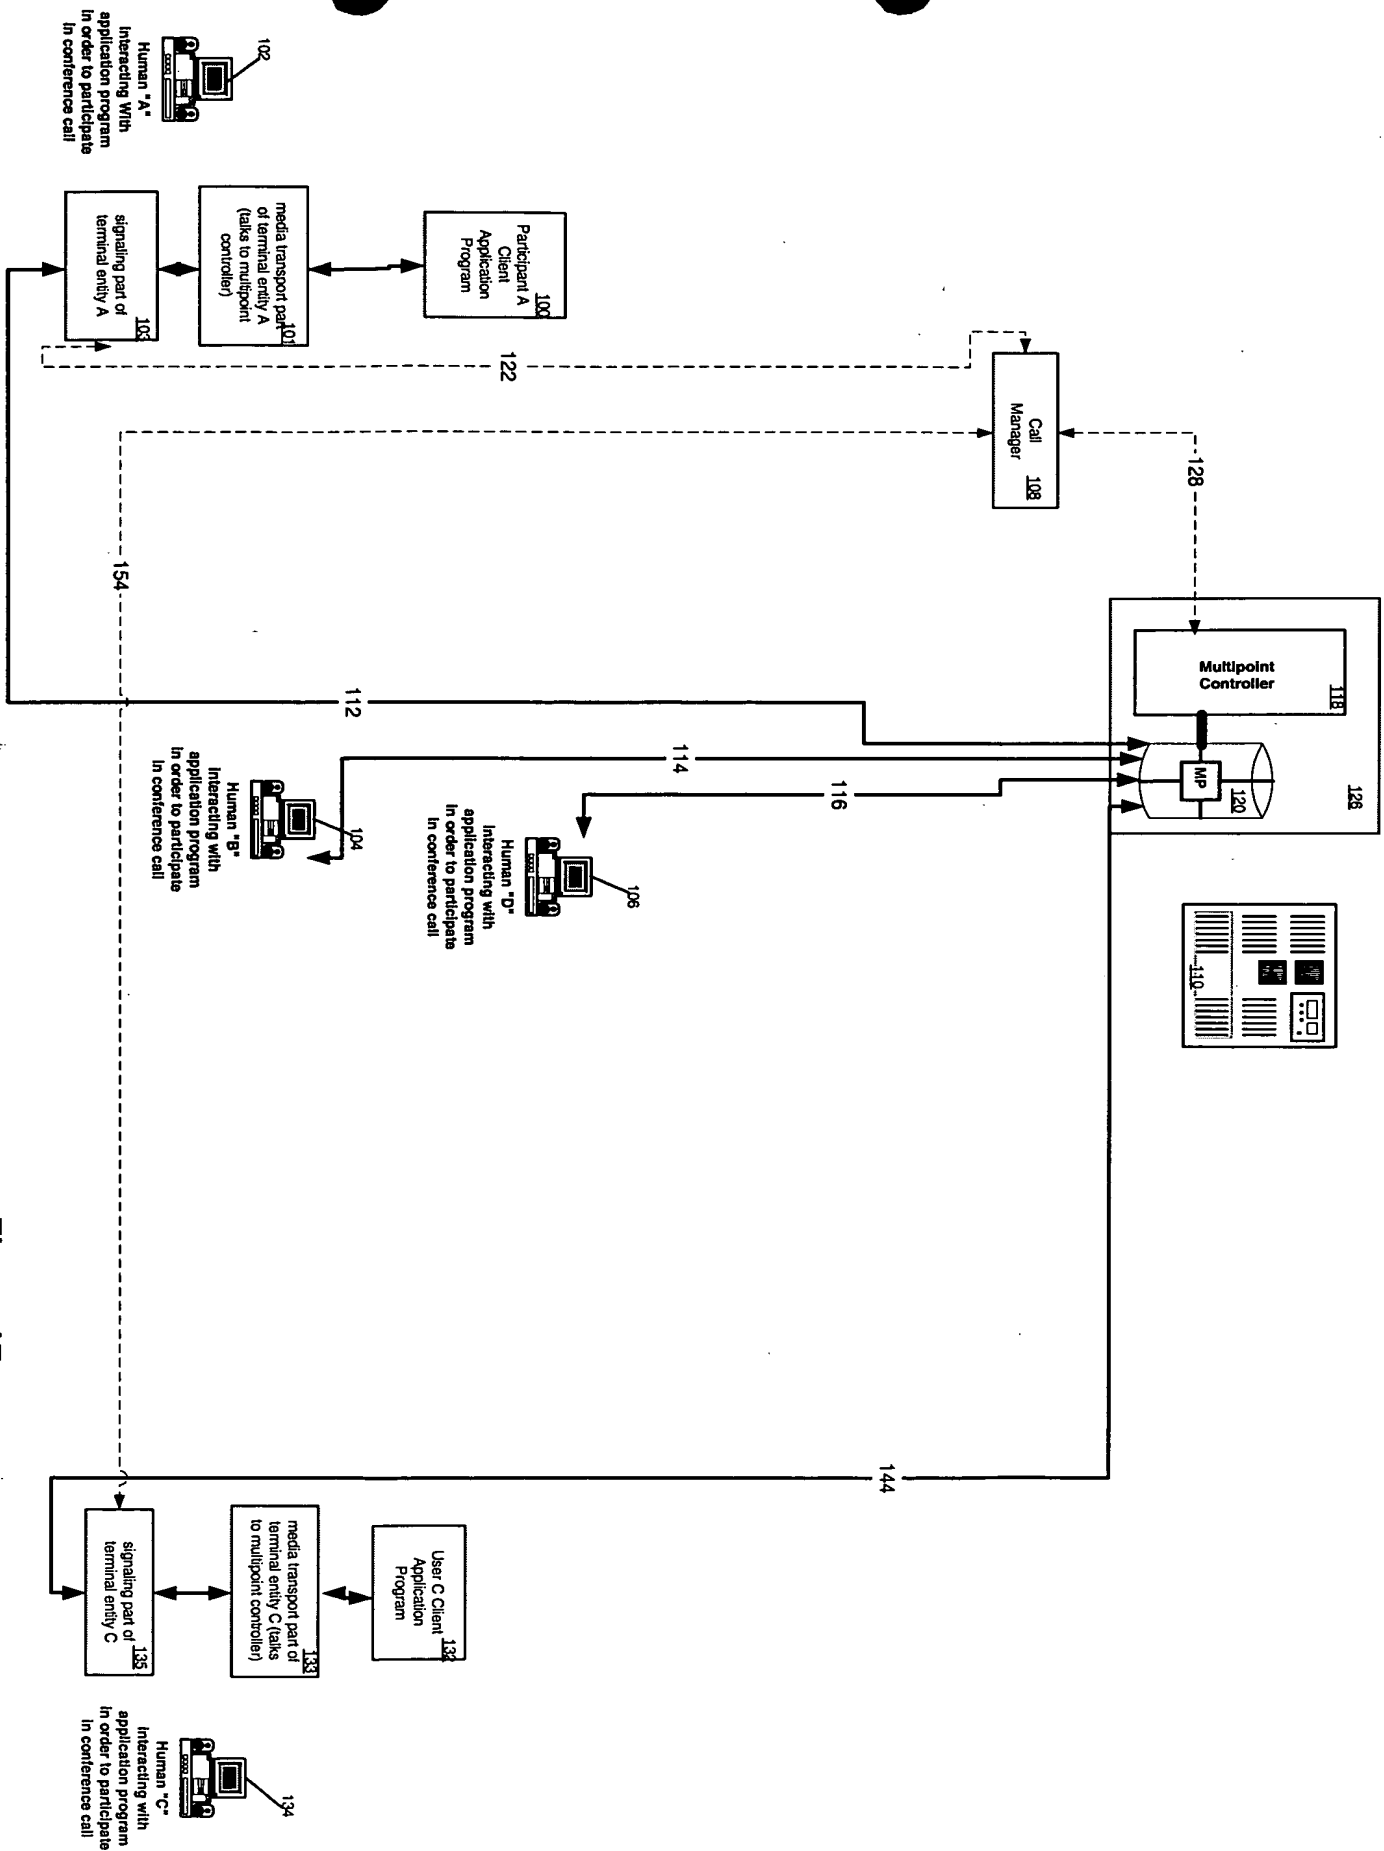 126
Multipoint
Controller
118
MP
120
110
128
Call
Manager
108
122
154
112
114
116
144
Participant A
Client
Application
Program
100
media transport part
of terminal entity A
(talks to multipoint
controller)
101
signaling part of
terminal entity A
103
102
Human "A"
Interacting With
application program
in order to participate
in conference call
104
Human "B"
Interacting with
application program
in order to participate
in conference call
106
Human "D"
Interacting with
application program
in order to participate
in conference call
User C Client
Application
Program
132
media transport part of
terminal entity C (talks
to multipoint controller)
133
signaling part of
terminal entity C
135
134
Human "C"
Interacting with
application program
in order to participate
in conference call